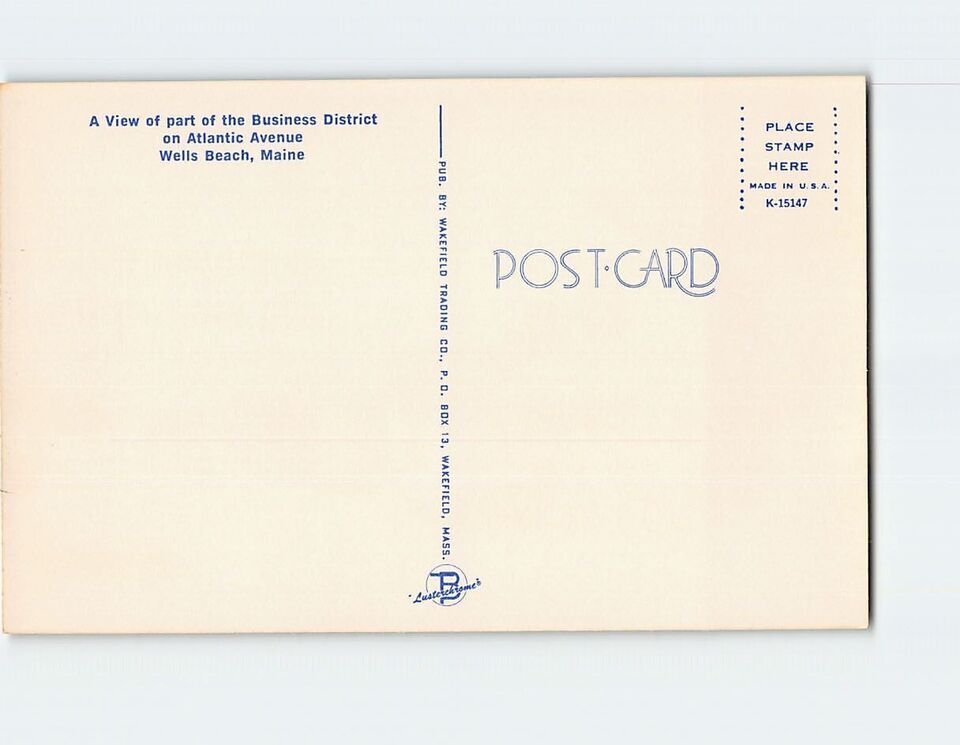 A View of part of the Business District
on Atlantic Avenue
Wells Beach, Maine
PUB. BY: WAKEFIELD TRADING CO., P. O. BOX 13, WAKEFIELD, MASS.
"Lusterchrome"®
PLACE
STAMP
HERE
MADE IN U.S.A.
K-15147
POST·CARD